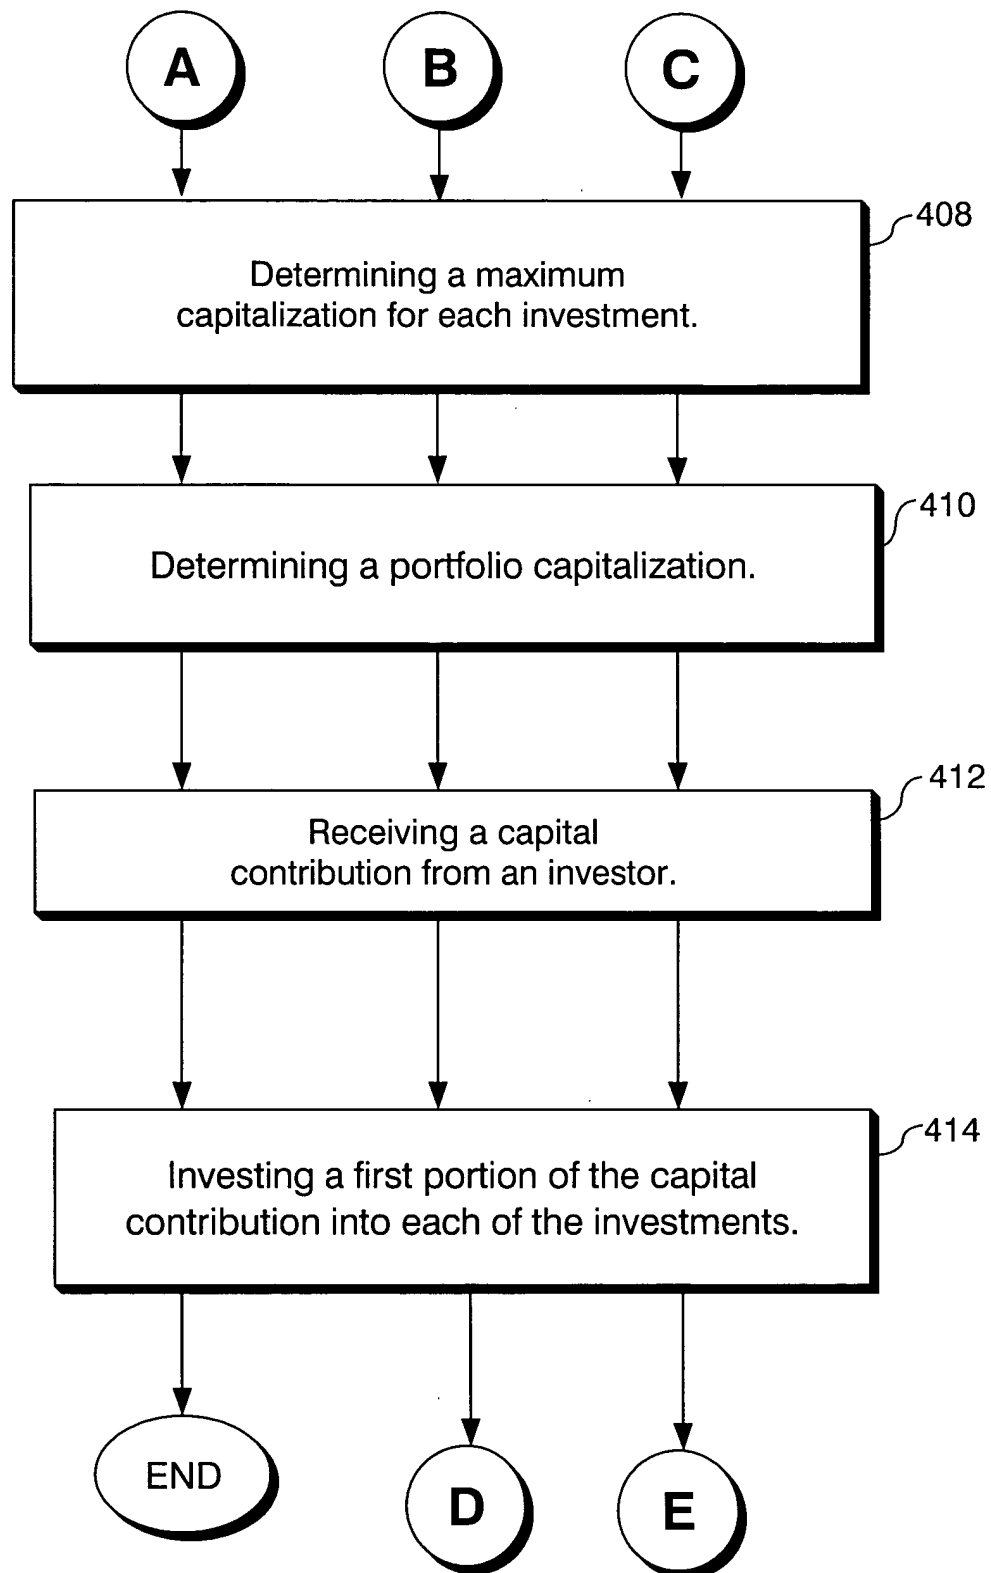 A
B
C
408
Determining a maximum
capitalization for each investment.
410
Determining a portfolio capitalization.
412
Receiving a capital
contribution from an investor.
414
Investing a first portion of the capital
contribution into each of the investments.
END
D
E